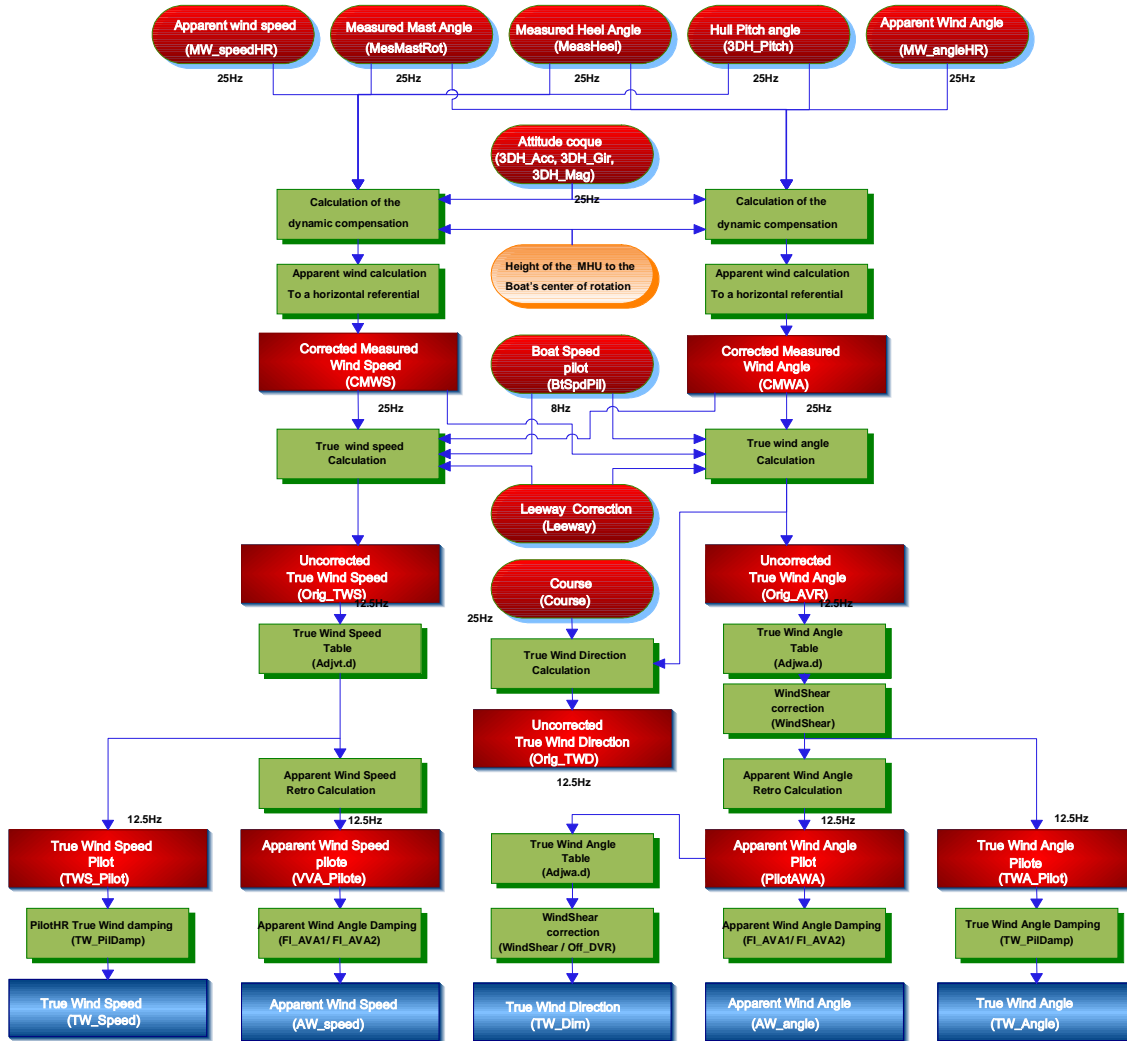 Apparent wind speed
(MW_speedHR)
Measured Mast Angle
(MesMastRot)
Measured Heel Angle
(MeasHeel)
Hull Pitch angle
(3DH_Pitch)
Apparent Wind Angle
(MW_angleHR)
25Hz
25Hz
25Hz
25Hz
25Hz
Attitude coque
(3DH_Acc, 3DH_Gir,
3DH_Mag)
25Hz
Calculation of the
dynamic compensation
Calculation of the
dynamic compensation
Height of the MHU to the
Boat's center of rotation
Apparent wind calculation
To a horizontal referential
Apparent wind calculation
To a horizontal referential
Corrected Measured
Wind Speed
(CMWS)
Boat Speed
pilot
(BtSpdPil)
Corrected Measured
Wind Angle
(CMWA)
25Hz
8Hz
25Hz
True wind speed
Calculation
True wind angle
Calculation
Leeway Correction
(Leeway)
Uncorrected
True Wind Speed
(Orig_TWS)
12.5Hz
Course
(Course)
25Hz
Uncorrected
True Wind Angle
(Orig_AVR)
12.5Hz
True Wind Speed
Table
(Adjvt.d)
True Wind Direction
Calculation
True Wind Angle
Table
(Adjwa.d)
WindShear
correction
(WindShear)
Uncorrected
True Wind Direction
(Orig_TWD)
12.5Hz
Apparent Wind Speed
Retro Calculation
Apparent Wind Angle
Retro Calculation
12.5Hz
12.5Hz
12.5Hz
12.5Hz
True Wind Speed
Pilot
(TWS_Pilot)
Apparent Wind Speed
pilote
(VVA_Pilote)
True Wind Angle
Table
(Adjwa.d)
Apparent Wind Angle
Pilot
(PilotAWA)
True Wind Angle
Pilote
(TWA_Pilot)
PilotHR True Wind damping
(TW_PilDamp)
Apparent Wind Angle Damping
(Fl_AVA1/ Fl_AVA2)
WindShear
correction
(WindShear / Off_DVR)
Apparent Wind Angle Damping
(Fl_AVA1/ Fl_AVA2)
True Wind Angle Damping
(TW_PilDamp)
True Wind Speed
(TW_Speed)
Apparent Wind Speed
(AW_speed)
True Wind Direction
(TW_Dirn)
Apparent Wind Angle
(AW_angle)
True Wind Angle
(TW_Angle)